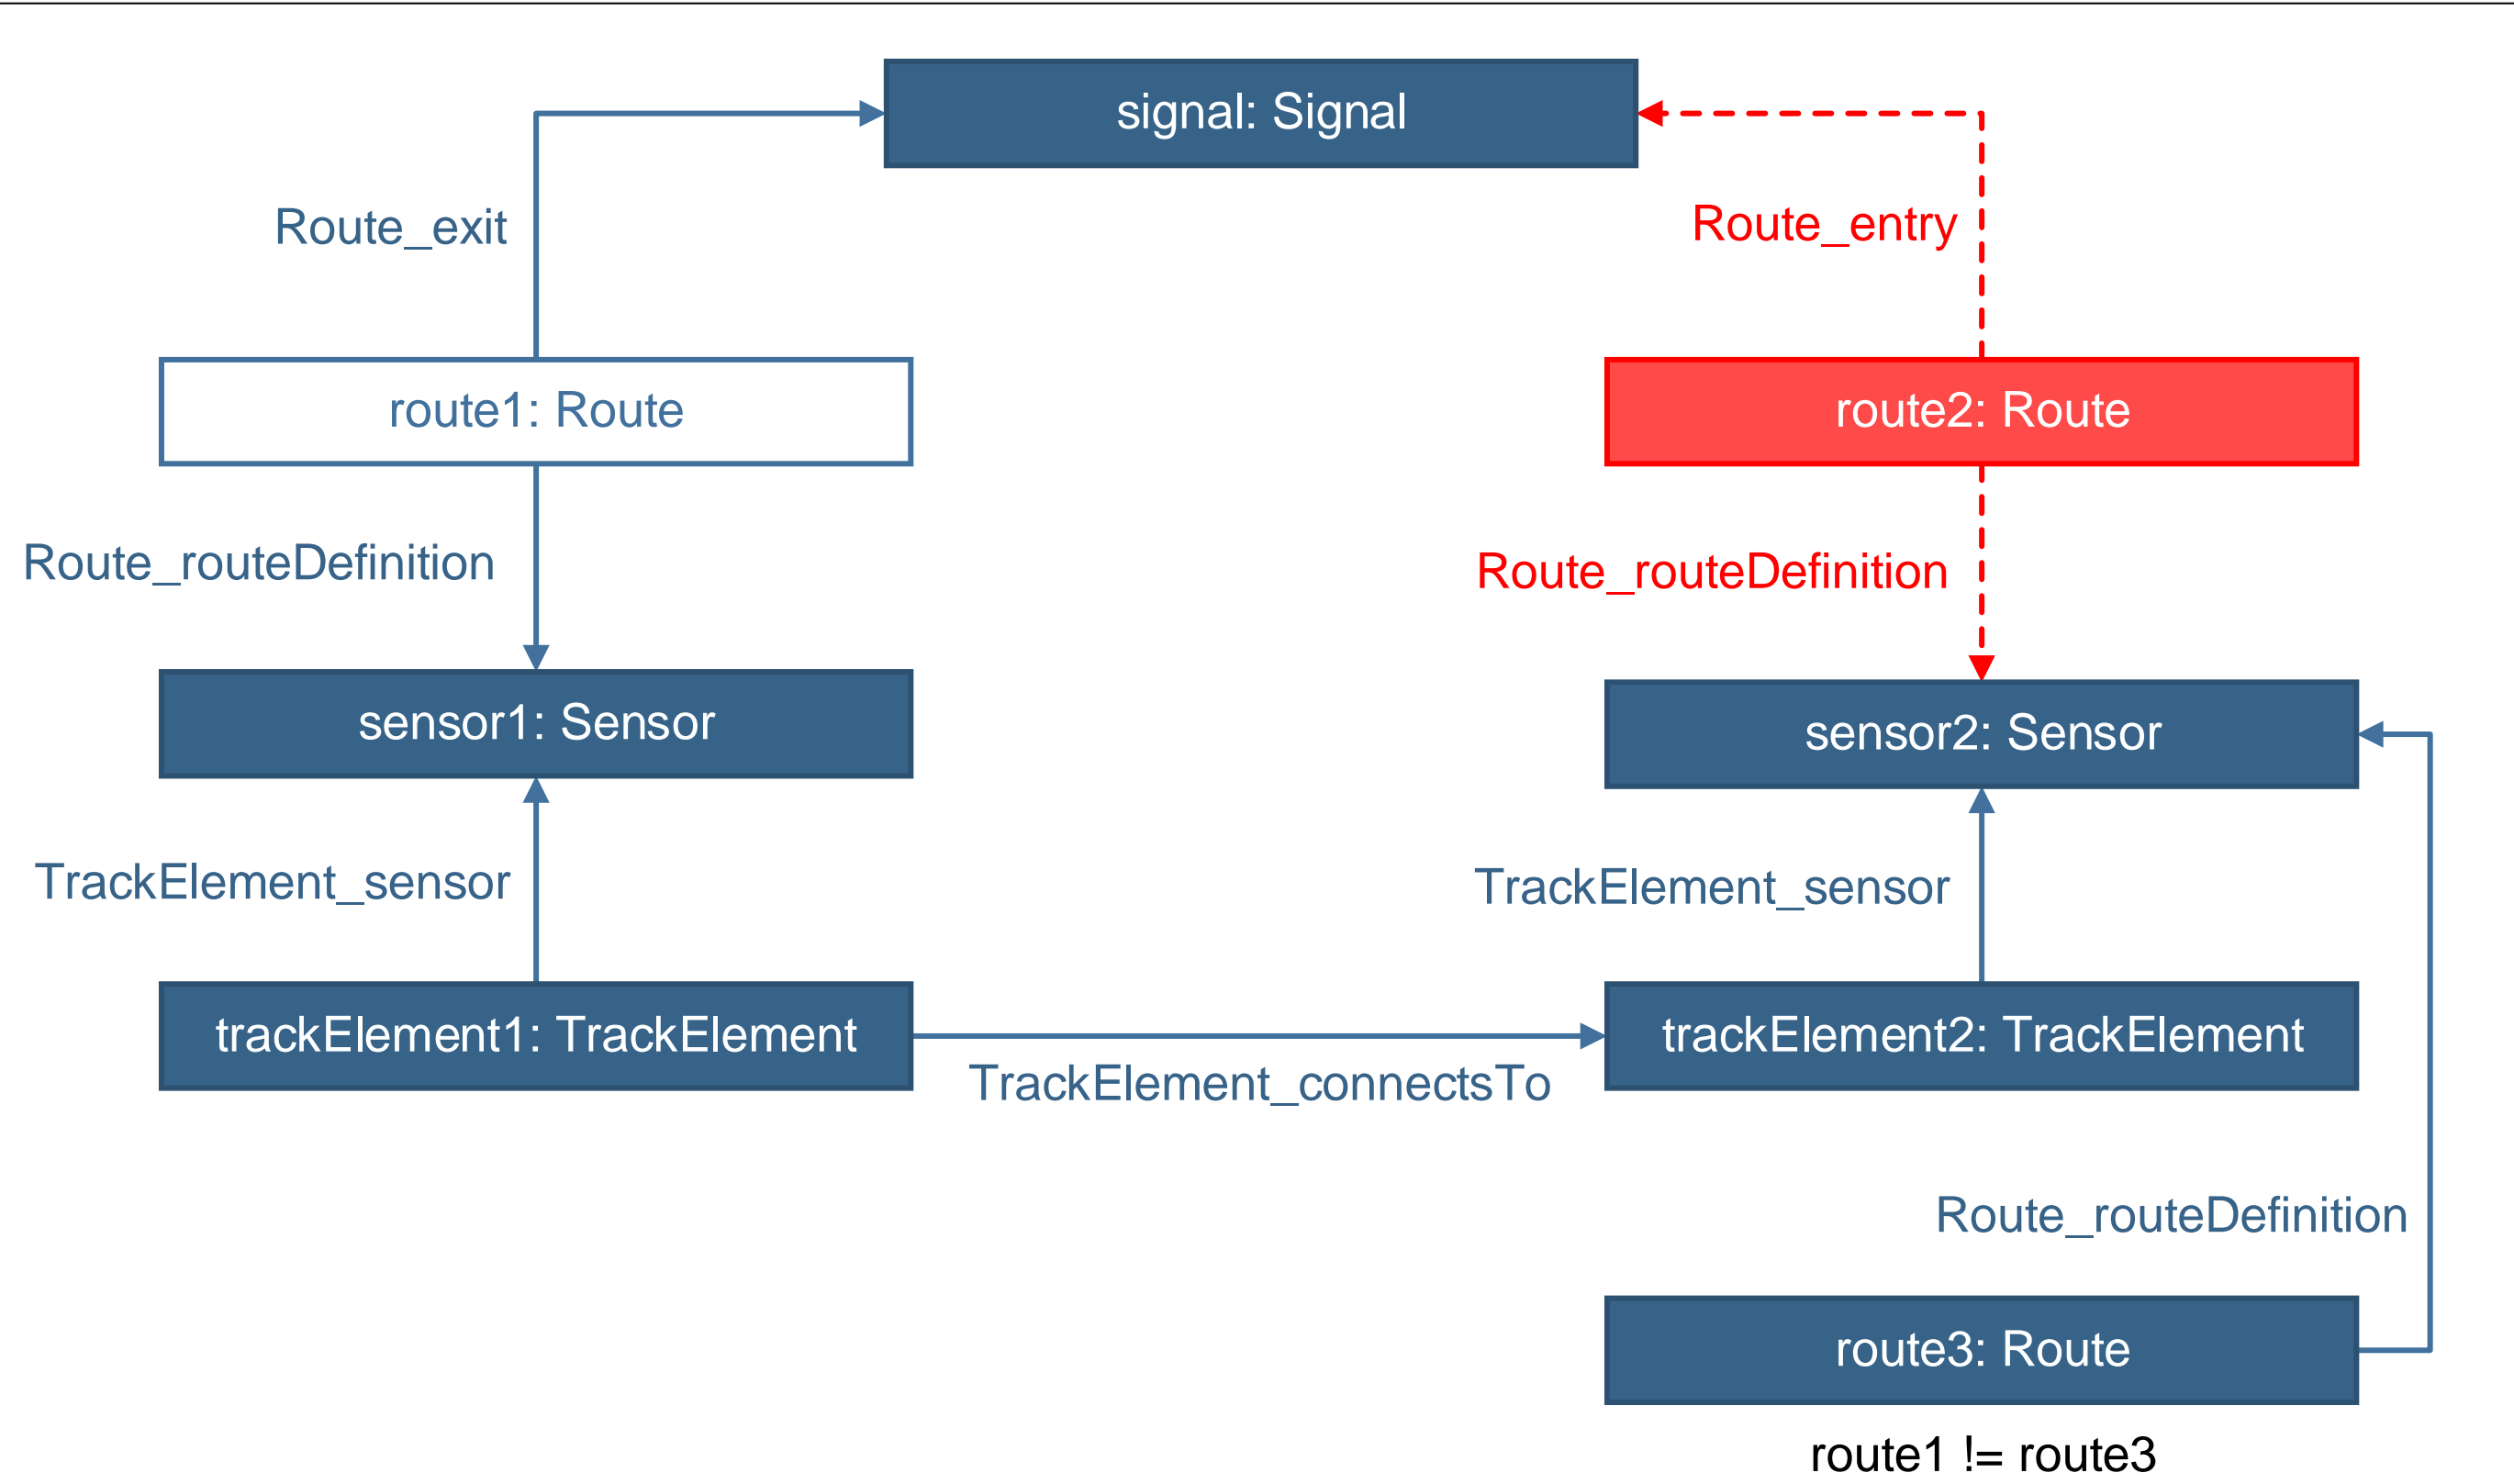 signal: Signal
Route_exit
Route_entry
route1: Route
route2: Route
Route_routeDefinition
Route_routeDefinition
sensor1: Sensor
sensor2: Sensor
TrackElement_sensor
TrackElement_sensor
trackElement1: TrackElement
trackElement2: TrackElement
TrackElement_connectsTo
Route_routeDefinition
route3: Route
route1 != route3